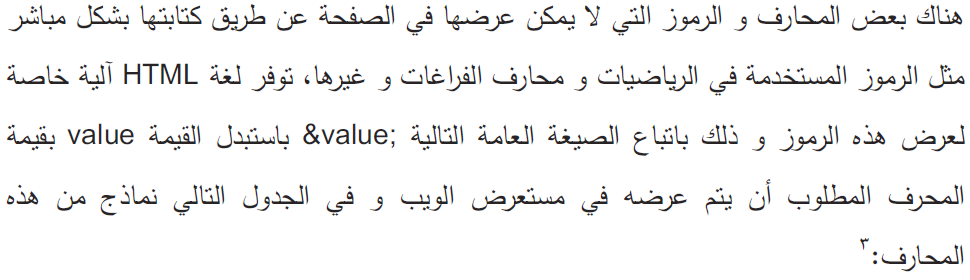 هناك بعض المحارف و الرموز التي لا يمكن عرضها في الصفحة عن طريق كتابتها بشكل مباشر
مثل الرموز المستخدمة في الرياضيات و محارف الفراغات و غيرها، توفر لغة HTML آلية خاصة
لعرض هذه الرموز و ذلك باتباع الصيغة العامة التالية &value; باستبدل القيمة value بقيمة
المحرف المطلوب أن يتم عرضه في مستعرض الويب و في الجدول التالي نماذج من هذه
المحارف:٣